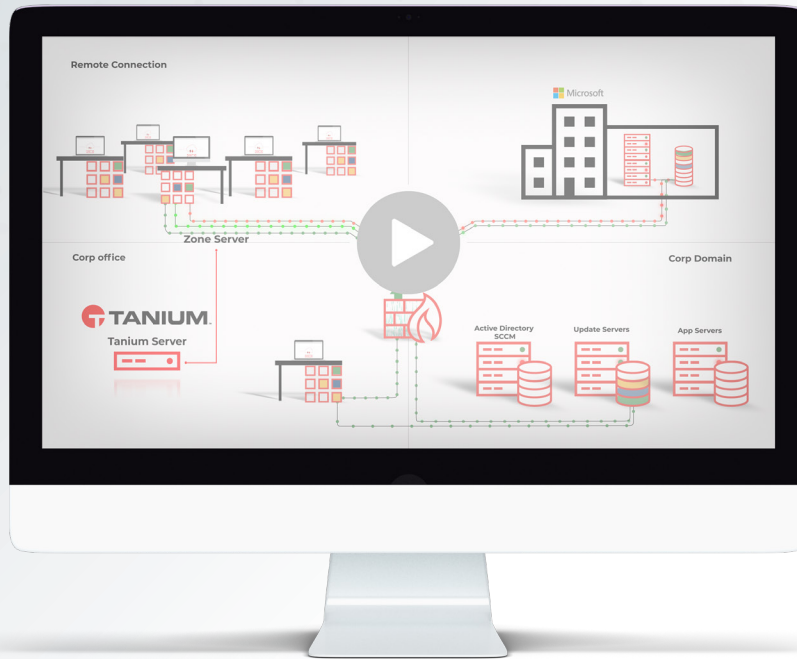 Remote Connection
Microsoft
Zone Server
Corp office
Corp Domain
TANIUM.
Tanium Server
Active Directory
SCCM
Update Servers
App Servers